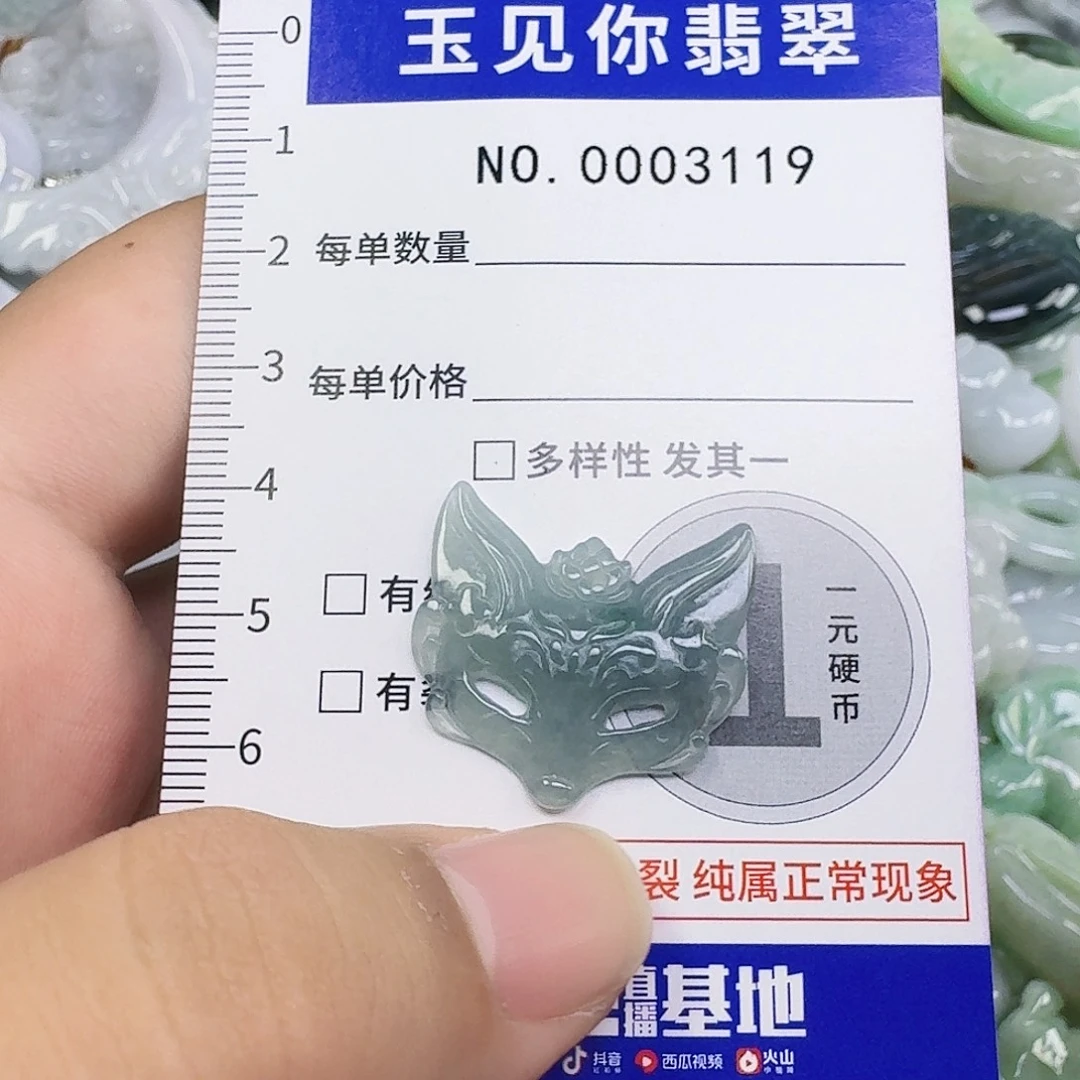 玉见你翡翠
0
1
2
3
4
5
6
NO.0003119
每单数量
每单价格
□多样性 发其一
□有
□有
1
一元硬币
裂 纯属正常现象
播基地
抖音
西瓜视频
火山